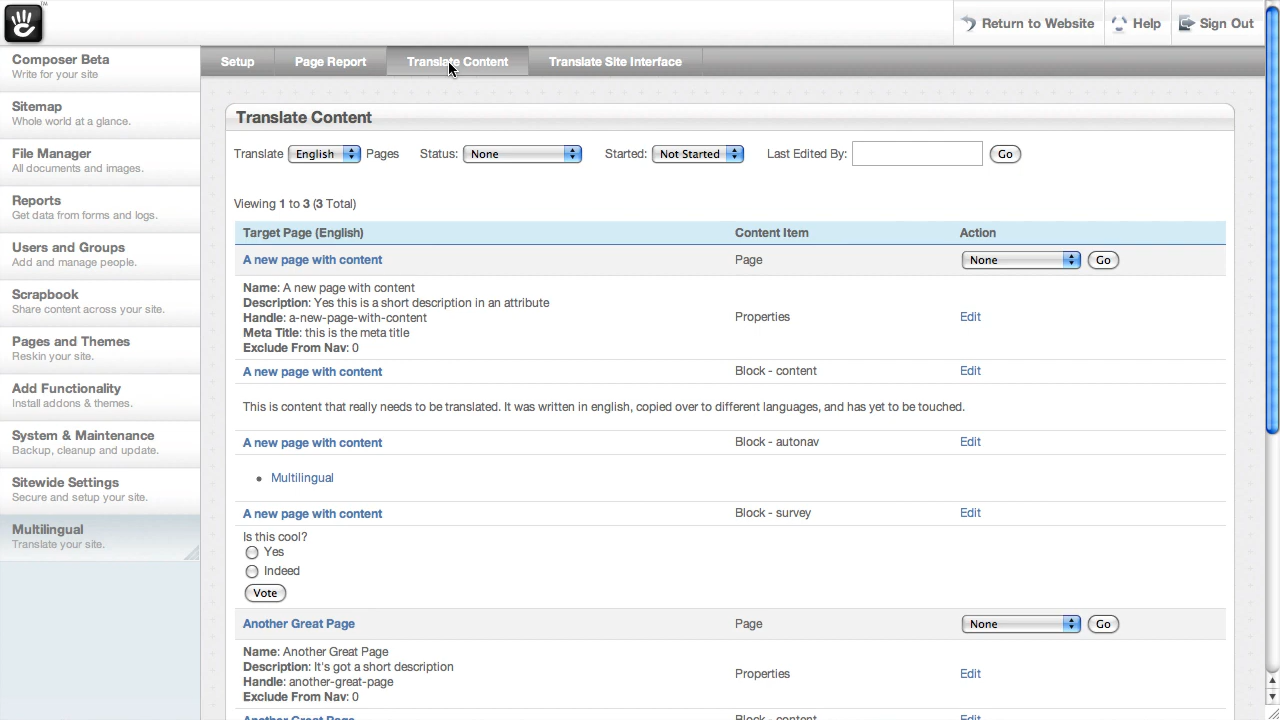 TM
Return to Website
Help
Sign Out
Composer Beta
Write for your site
Sitemap
Whole world at a glance.
File Manager
All documents and images.
Reports
Get data from forms and logs.
Users and Groups
Add and manage people.
Scrapbook
Share content across your site.
Pages and Themes
Reskin your site.
Add Functionality
Install addons & themes.
System & Maintenance
Backup, cleanup and update.
Sitewide Settings
Secure and setup your site.
Multilingual
Translate your site.
Setup Page Report Translate Content Translate Site Interface
Translate Content
Translate English Pages Status: None Started: Not Started Last Edited By: Go
Viewing 1 to 3 (3 Total)
Target Page (English) Content Item Action
A new page with content Page None Go
Name: A new page with content
Description: Yes this is a short description in an attribute
Handle: a-new-page-with-content
Meta Title: this is the meta title
Exclude From Nav: 0
Properties Edit
A new page with content Block - content Edit
This is content that really needs to be translated. It was written in english, copied over to different languages, and has yet to be touched.
A new page with content Block - autonav Edit
Multilingual
A new page with content Block - survey Edit
Is this cool?
Yes
Indeed
Vote
Another Great Page Page None Go
Name: Another Great Page
Description: It's got a short description
Handle: another-great-page
Exclude From Nav: 0
Properties Edit
Another Great Page Block - content Edit